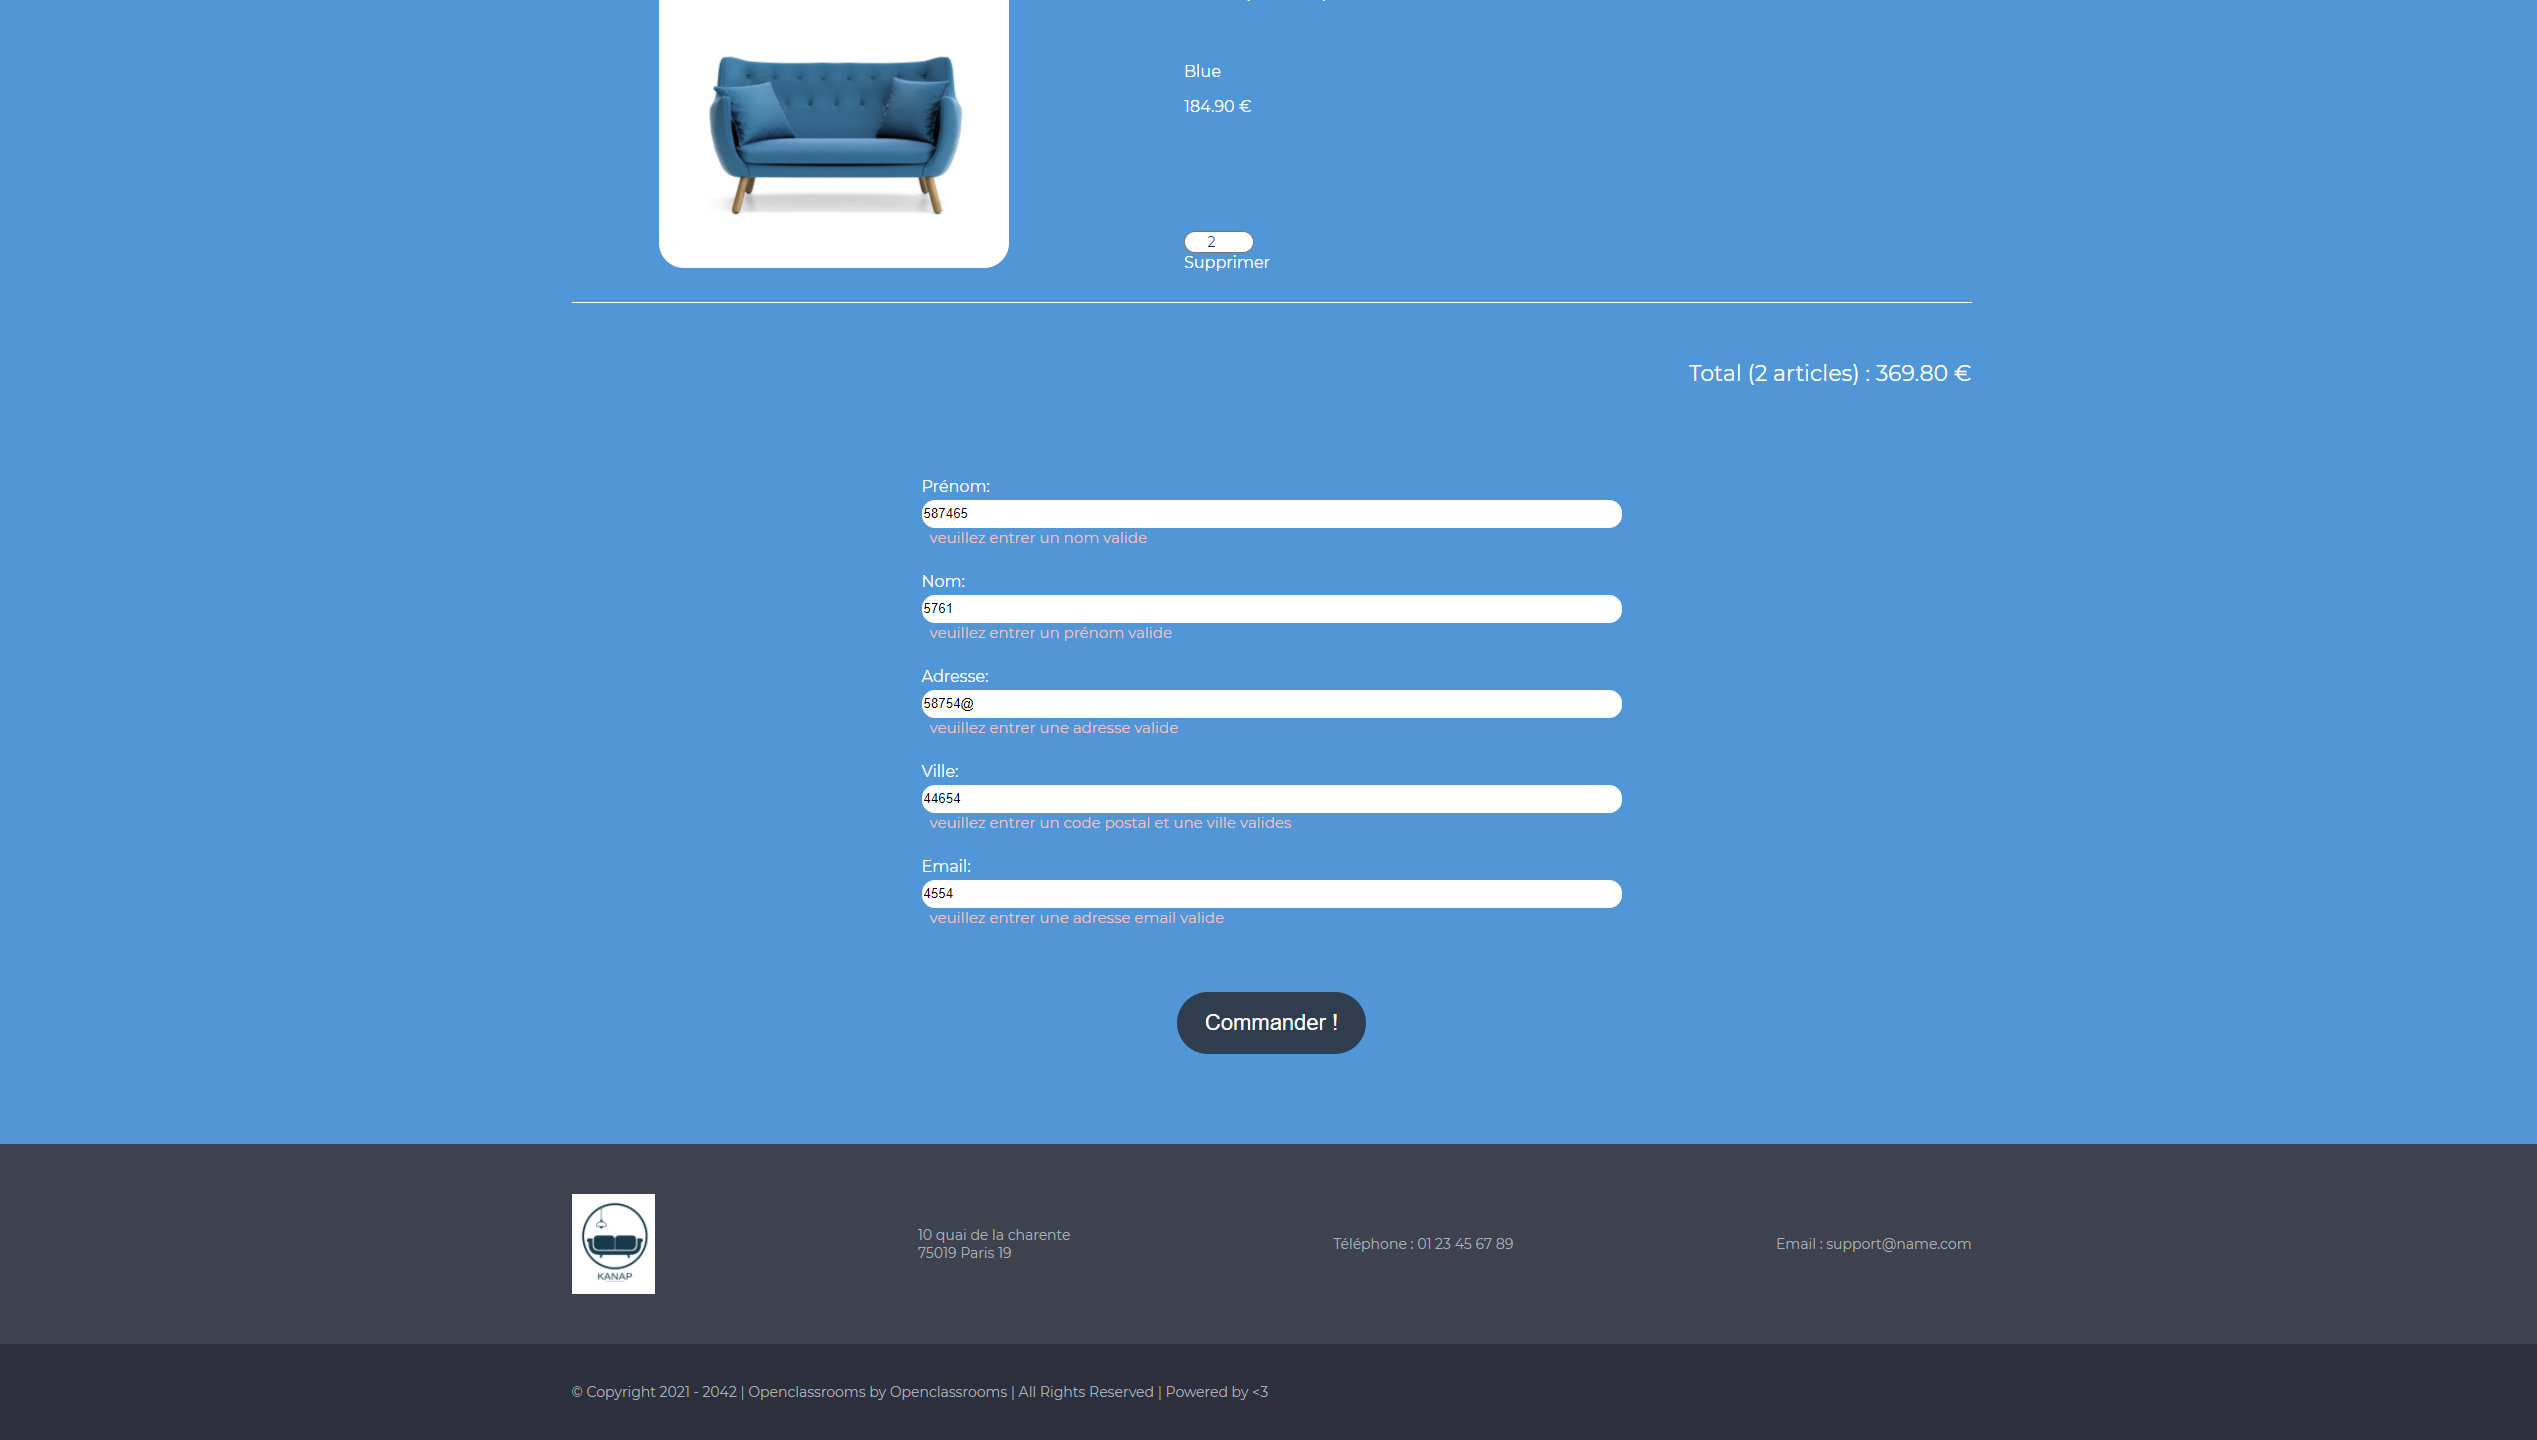 Blue
184.90 €
2
Supprimer
Total (2 articles) : 369.80 €
Prénom:
587465
veuillez entrer un nom valide
Nom:
5761
veuillez entrer un prénom valide
Adresse:
58754@
veuillez entrer une adresse valide
Ville:
44654
veuillez entrer un code postal et une ville valides
Email:
4554
veuillez entrer une adresse email valide
Commander !
KANAP
10 quai de la charente
75019 Paris 19
Téléphone : 01 23 45 67 89
Email : support@name.com
© Copyright 2021 - 2042 | Openclassrooms by Openclassrooms | All Rights Reserved | Powered by <3